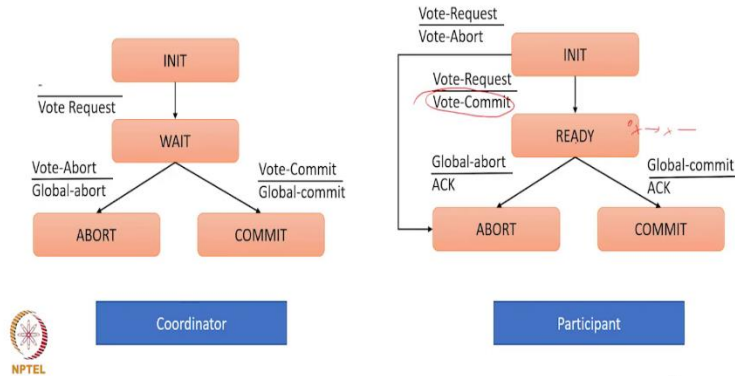 INIT
-
Vote Request
WAIT
Vote-Abort
Global-abort
Vote-Commit
Global-commit
ABORT
COMMIT
Coordinator
Vote-Request
Vote-Abort
INIT
Vote-Request
Vote-Commit
READY
Global-abort
ACK
Global-commit
ACK
ABORT
COMMIT
Participant
NPTEL